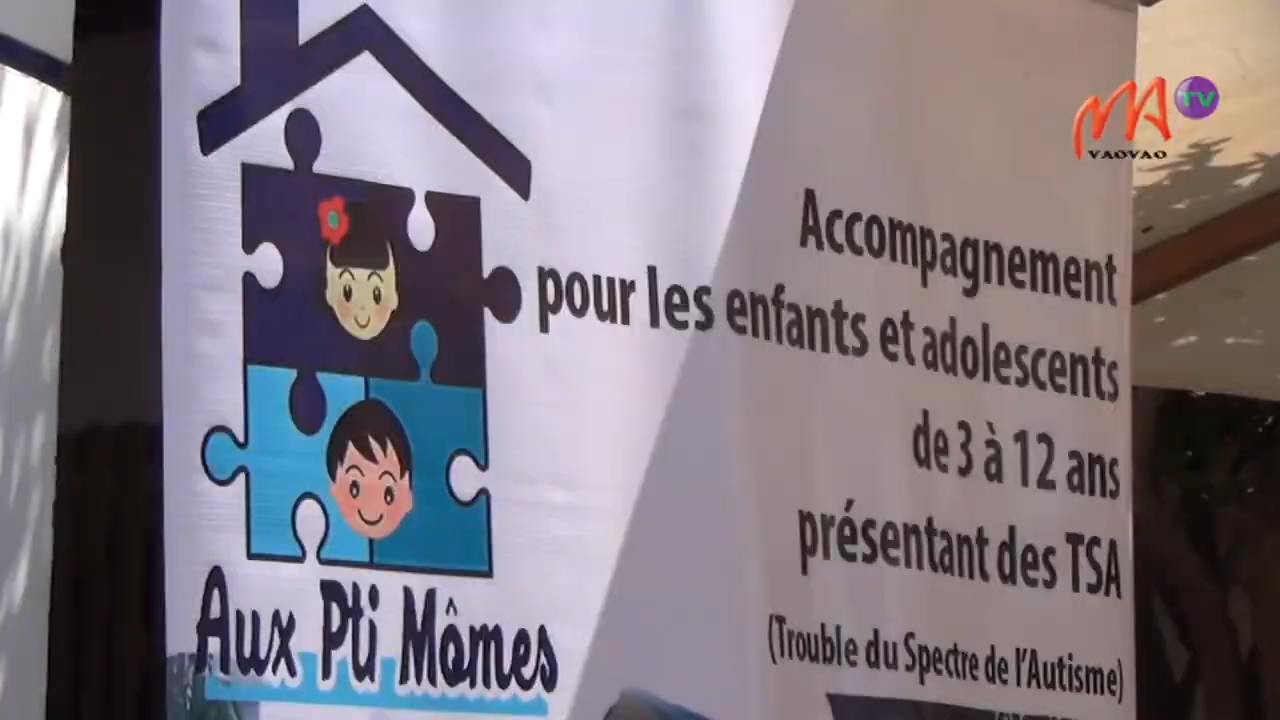 MA TV
VAOVAO
Accompagnement
pour les enfants et adolescents
de 3 à 12 ans
présentant des TSA
(Trouble du Spectre de l'Autisme)
Aux Pti Mômes